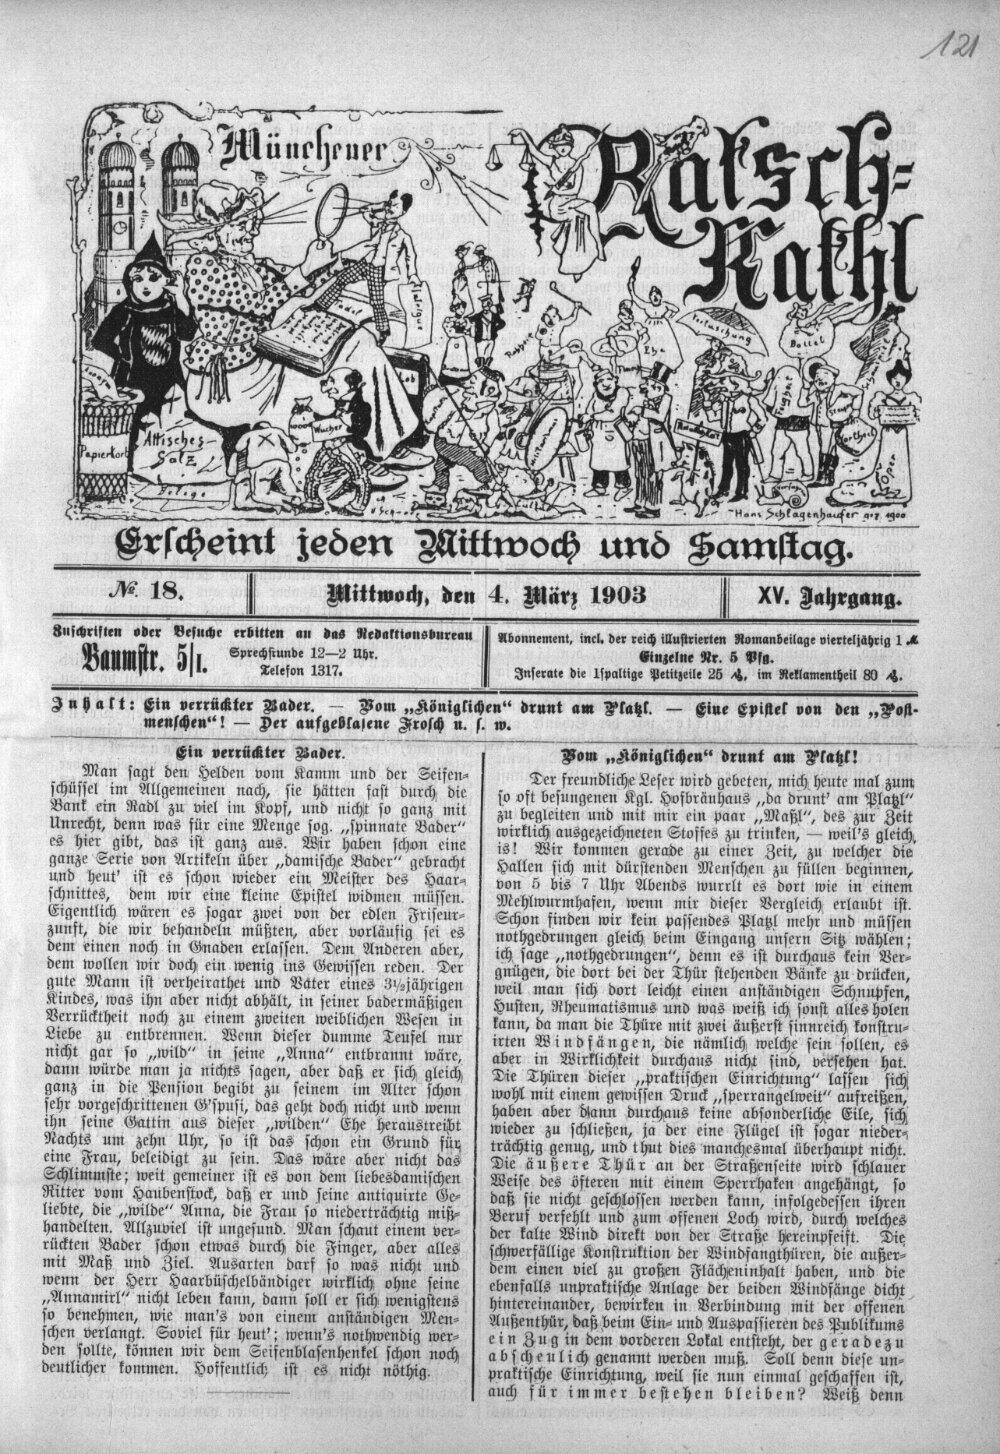 121
Münchener
Ratsch-
Kathl
Attisches
Salz
Papierkorb
Wucher
Hans Schlagenhaufer gez. 1900
Erscheint jeden Mittwoch und Samstag.
№. 18.
Mittwoch, den 4. März 1903
XV. Jahrgang.
Zuschriften oder Besuche erbitten an das Redaktionsbureau
Baumstr. 5/I. Sprechstunde 12—2 Uhr.
Telefon 1317.
Abonnement, incl. der reich illustrierten Romanbeilage vierteljährig 1 ℳ
Einzelne Nr. 5 Pfg.
Inserate die 1spaltige Petitzeile 25 ₰, im Reklamentheil 80 ₰.
Inhalt: Ein verrückter Bader. — Vom „Königlichen“ drunt am Platzl. — Eine Epistel von den „Post-
menschen“! — Der aufgeblasene Frosch u. s. w.
Ein verrückter Bader.
Man sagt den Helden vom Kamm und der Seifen-
schüssel im Allgemeinen nach, sie hätten fast durch die
Bank ein Radl zu viel im Kopf, und nicht so ganz mit
Unrecht, denn was für eine Menge sog. „spinnate Bader“
es hier gibt, das ist ganz aus. Wir haben schon eine
ganze Serie von Artikeln über „damische Bader“ gebracht
und heut' ist es schon wieder ein Meister des Haar-
schnittes, dem wir eine kleine Epistel widmen müssen.
Eigentlich wären es sogar zwei von der edlen Friseur-
zunft, die wir behandeln müßten, aber vorläufig sei es
dem einen noch in Gnaden erlassen. Dem Anderen aber,
dem wollen wir doch ein wenig ins Gewissen reden. Der
gute Mann ist verheirathet und Vater eines 3½jährigen
Kindes, was ihn aber nicht abhält, in seiner badermäßigen
Verrücktheit noch zu einem zweiten weiblichen Wesen in
Liebe zu entbrennen. Wenn dieser dumme Teufel nur
nicht gar so „wild“ in seine „Anna“ entbrannt wäre,
dann würde man ja nichts sagen, aber daß er sich gleich
ganz in die Pension begibt zu seinem im Alter schon
sehr vorgeschrittenen G'spusi, das geht doch nicht und wenn
ihn seine Gattin aus dieser „wilden“ Ehe heraustreibt
Nachts um zehn Uhr, so ist das schon ein Grund für
eine Frau, beleidigt zu sein. Das wäre aber nicht das
Schlimmste; weit gemeiner ist es von dem liebesdamischen
Ritter vom Haubenstock, daß er und seine antiquirte Ge-
liebte, die „wilde“ Anna, die Frau so niederträchtig miß-
handelten. Allzuviel ist ungesund. Man schaut einem ver-
rückten Bader schon etwas durch die Finger, aber alles
mit Maß und Ziel. Ausarten darf so was nicht und
wenn der Herr Haarbüschelbändiger wirklich ohne seine
„Annamirl“ nicht leben kann, dann soll er sich wenigstens
so benehmen, wie man's von einem anständigen Men-
schen verlangt. Soviel für heut'; wenn's nothwendig wer-
den sollte, können wir dem Seifenblasenhenkel schon noch
deutlicher kommen. Hoffentlich ist es nicht nöthig.
Vom „Königlichen“ drunt am Platzl!
Der freundliche Leser wird gebeten, mich heute mal zum
so oft besungenen Kgl. Hofbräuhaus „da drunt' am Platzl“
zu begleiten und mit mir ein paar „Maßl“, des zur Zeit
wirklich ausgezeichneten Stoffes zu trinken, — weil's gleich
is! Wir kommen gerade zu einer Zeit, zu welcher die
Hallen sich mit dürstenden Menschen zu füllen beginnen,
von 5 bis 7 Uhr Abends wurrlt es dort wie in einem
Mehlwurmhafen, wenn mir dieser Vergleich erlaubt ist.
Schon finden wir kein passendes Platzl mehr und müssen
nothgedrungen gleich beim Eingang unsern Sitz wählen;
ich sage „nothgedrungen“, denn es ist durchaus kein Ver-
gnügen, die dort bei der Thür stehenden Bänke zu drücken,
weil man sich dort leicht einen anständigen Schnupfen,
Husten, Rheumatismus und was weiß ich sonst alles holen
kann, da man die Thüre mit zwei äußerst sinnreich konstru-
irten Windfängen, die nämlich welche sein sollen, es
aber in Wirklichkeit durchaus nicht sind, versehen hat.
Die Thüren dieser „praktischen Einrichtung“ lassen sich
wohl mit einem gewissen Druck „sperrangelweit“ aufreißen,
haben aber dann durchaus keine absonderliche Eile, sich
wieder zu schließen, ja der eine Flügel ist sogar nieder-
trächtig genug, und thut dies manchesmal überhaupt nicht.
Die äußere Thür an der Straßenseite wird schlauer
Weise des öfteren mit einem Sperrhaken angehängt, so
daß sie nicht geschlossen werden kann, infolgedessen ihren
Beruf verfehlt und zum offenen Loch wird, durch welches
der kalte Wind direkt von der Straße hereinpfeift. Die
schwerfällige Konstruktion der Windfangthüren, die außer-
dem einen viel zu großen Flächeninhalt haben, und die
ebenfalls unpraktische Anlage der beiden Windfänge dicht
hintereinander, bewirken in Verbindung mit der offenen
Außenthür, daß beim Ein- und Auspassieren des Publikums
ein Zug in dem vorderen Lokal entsteht, der geradezu
abscheulich genannt werden muß. Soll denn diese un-
praktische Einrichtung, weil sie nun einmal geschaffen ist,
auch für immer bestehen bleiben? Weiß denn